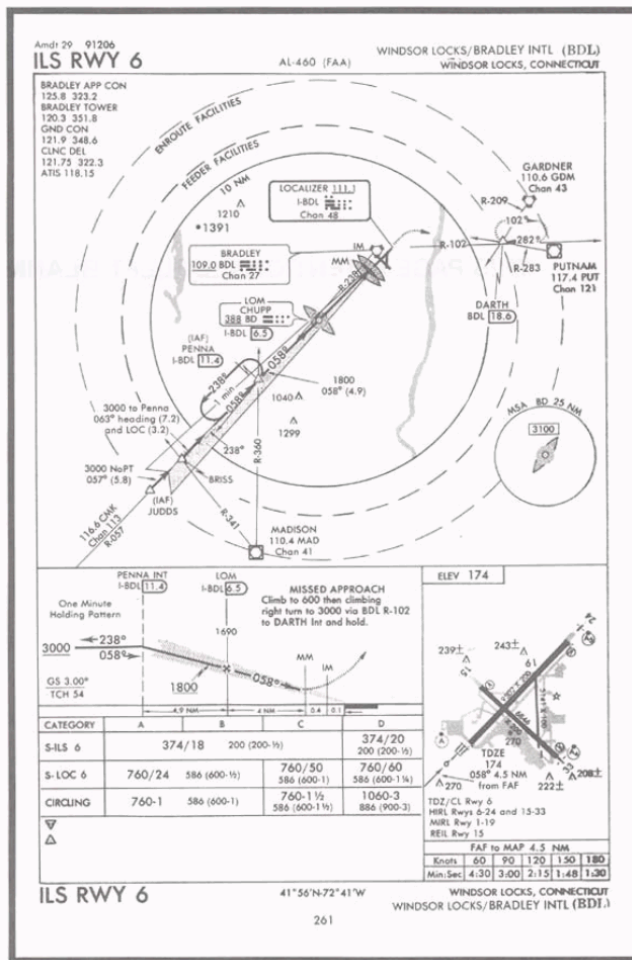 Amdt 29 91206
ILS RWY 6
AL-460 (FAA)
WINDSOR LOCKS/BRADLEY INTL (BDL)
WINDSOR LOCKS, CONNECTICUT
BRADLEY APP CON
125.8 323.2
BRADLEY TOWER
120.3 351.8
GND CON
121.9 348.6
CLNC DEL
121.75 322.3
ATIS 118.15
ENROUTE FACILITIES
FEEDER FACILITIES
10 NM
1210
1391
LOCALIZER 111.1
I-BDL
Chan 48
GARDNER
110.6 GDM
Chan 43
R-209
102°
R-102
282°
R-283
PUTNAM
117.4 PUT
Chan 121
DARTH
BDL 18.6
BRADLEY
109.0 BDL
Chan 27
IM
MM
LOM
CHUPP
388 BD
I-BDL 6.5
(IAF)
PENNA
I-BDL 11.4
238°
1 min
058°
058°
1800
058° (4.9)
1040
1299
3000 to Penna
063° heading (7.2)
and LOC (3.2)
238°
R-360
3000 NoPT
057° (5.8)
BRISS
(IAF)
JUDDS
R-341
116.6 CMK
Chan 113
R-057
MADISON
110.4 MAD
Chan 41
MSA BD 25 NM
3100
PENNA INT
I-BDL 11.4
LOM
I-BDL 6.5
MISSED APPROACH
Climb to 600 then climbing
right turn to 3000 via BDL R-102
to DARTH Int and hold.
One Minute
Holding Pattern
1690
3000
238°
058°
058°
MM
IM
GS 3.00°
TCH 54
1800
4.9 NM
4 NM
0.4
0.1
ELEV 174
239±
243±
24
15
19
270
TDZE
174
058° 4.5 NM
from FAF
270
222±
208±
33
TDZ/CL Rwy 6
HIRL Rwys 6-24 and 15-33
MIRL Rwy 1-19
REIL Rwy 15
CATEGORY A B C D
S-ILS 6 374/18 200 (200-½) 374/20 200 (200-½)
S-LOC 6 760/24 586 (600-½) 760/50 586 (600-1) 760/60 586 (600-1¼)
CIRCLING 760-1 586 (600-1) 760-1½ 586 (600-1½) 1060-3 886 (900-3)
FAF to MAP 4.5 NM
Knots 60 90 120 150 180
Min:Sec 4:30 3:00 2:15 1:48 1:30
ILS RWY 6
41°56'N-72°41'W
WINDSOR LOCKS, CONNECTICUT
WINDSOR LOCKS/BRADLEY INTL (BDL)
261